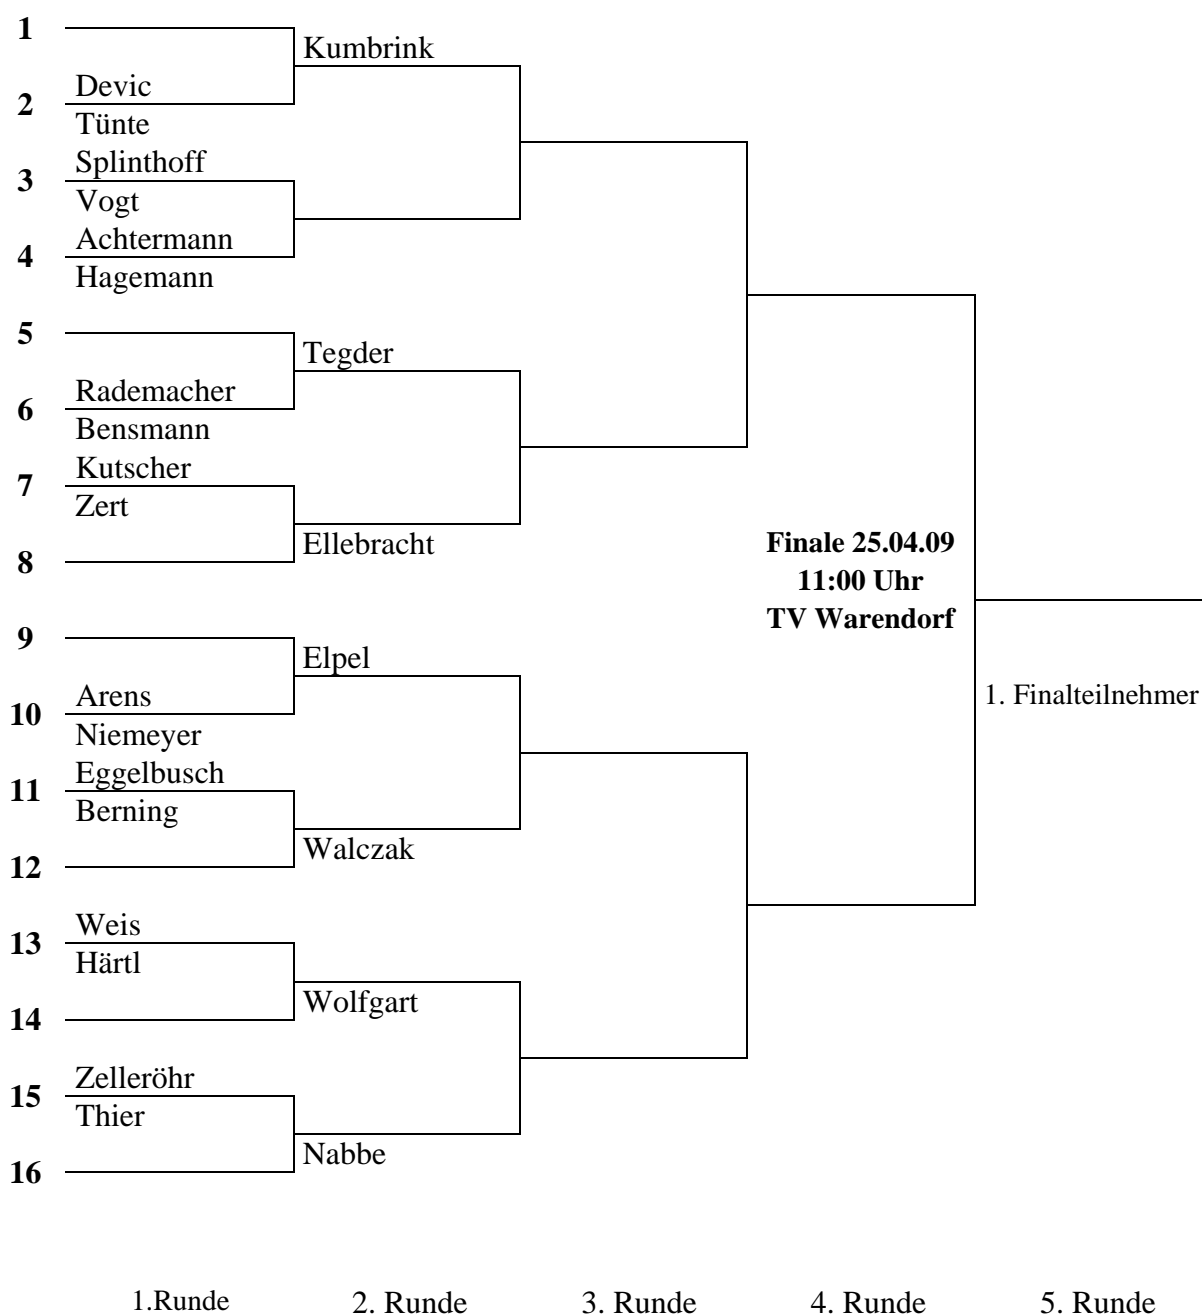 1
Kumbrink
Devic
2
Tünte
Splinthoff
3
Vogt
Achtermann
4
Hagemann
5
Tegder
Rademacher
6
Bensmann
Kutscher
7
Zert
Ellebracht
8
Finale 25.04.09
11:00 Uhr
TV Warendorf
9
Elpel
Arens
10
Niemeyer
1. Finalteilnehmer
Eggelbusch
11
Berning
Walczak
12
Weis
13
Härtl
Wolfgart
14
Zelleröhr
15
Thier
Nabbe
16
1.Runde 2. Runde 3. Runde 4. Runde 5. Runde